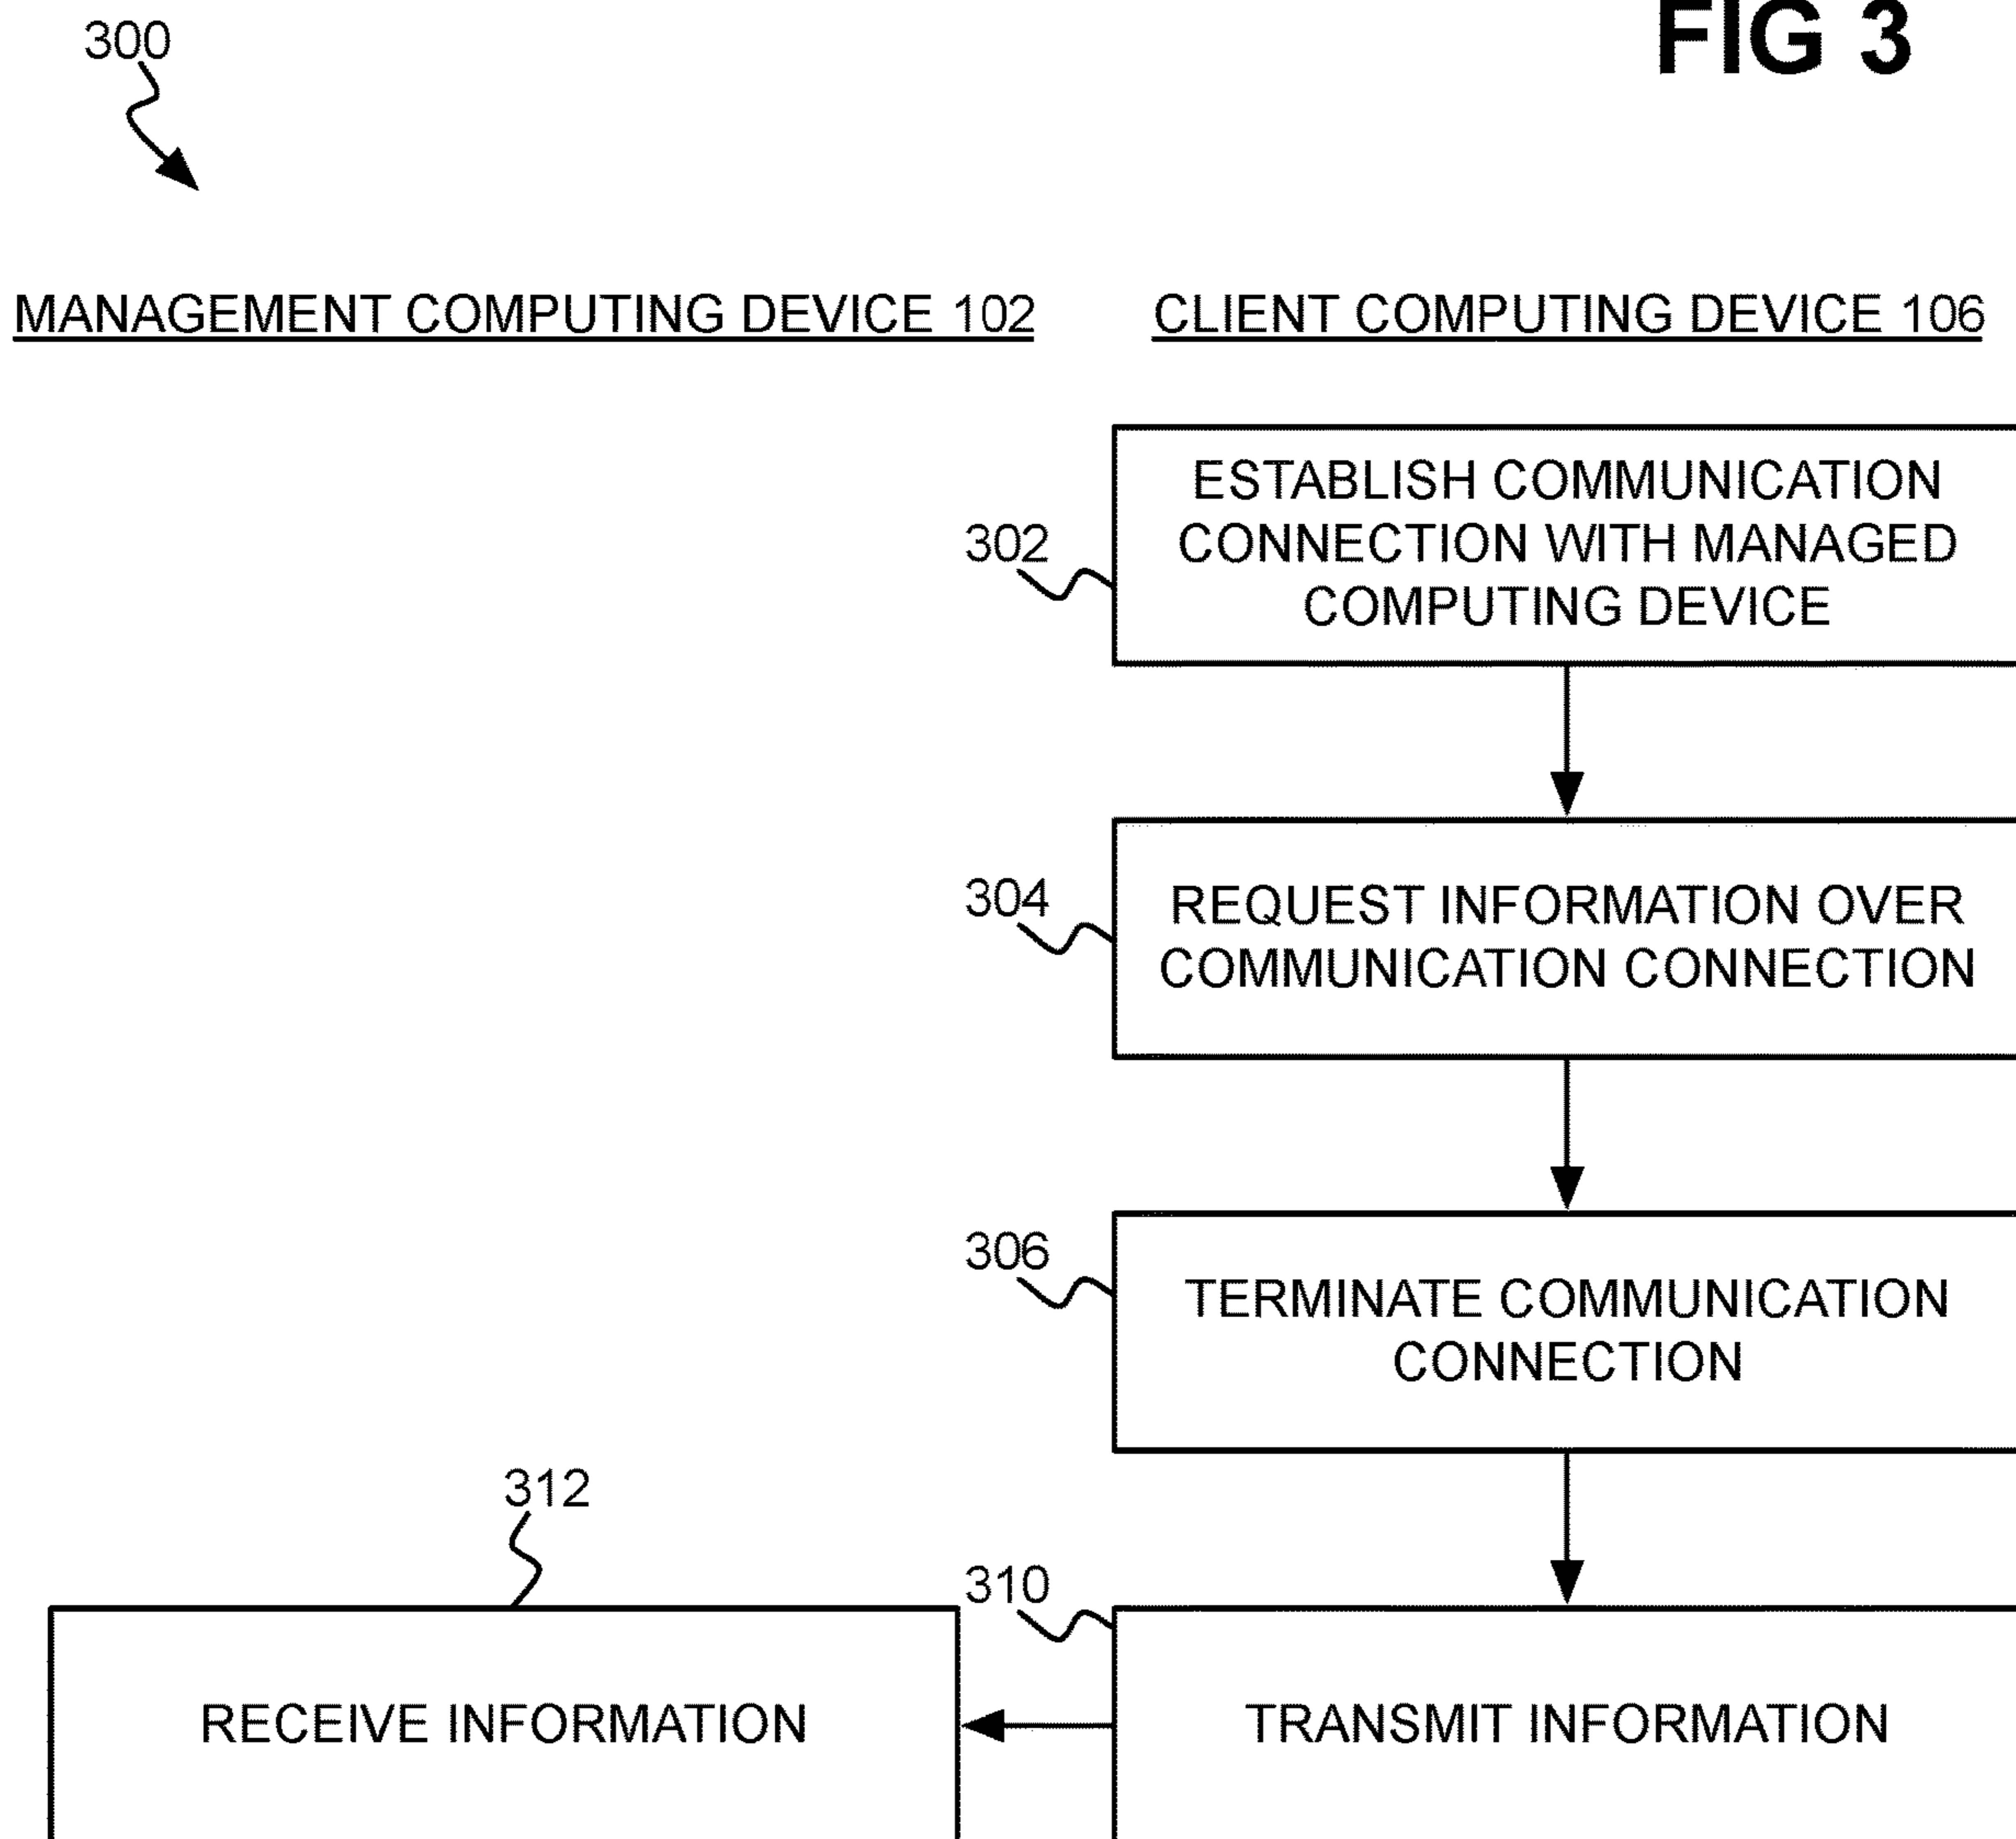 300
FIG 3
MANAGEMENT COMPUTING DEVICE 102
CLIENT COMPUTING DEVICE 106
302
ESTABLISH COMMUNICATION
CONNECTION WITH MANAGED
COMPUTING DEVICE
304
REQUEST INFORMATION OVER
COMMUNICATION CONNECTION
306
TERMINATE COMMUNICATION
CONNECTION
312
310
RECEIVE INFORMATION
TRANSMIT INFORMATION